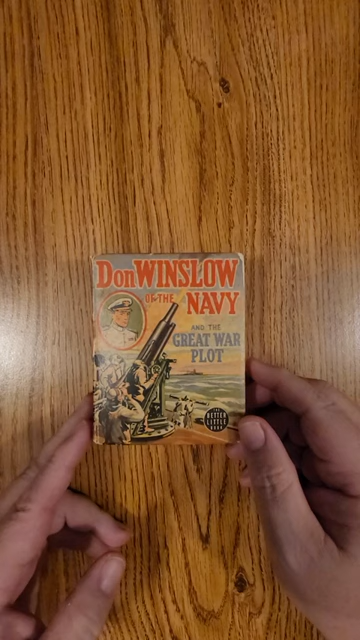 Don WINSLOW
OF THE NAVY
AND THE
GREAT WAR
PLOT
THE
BETTER
LITTLE
BOOK